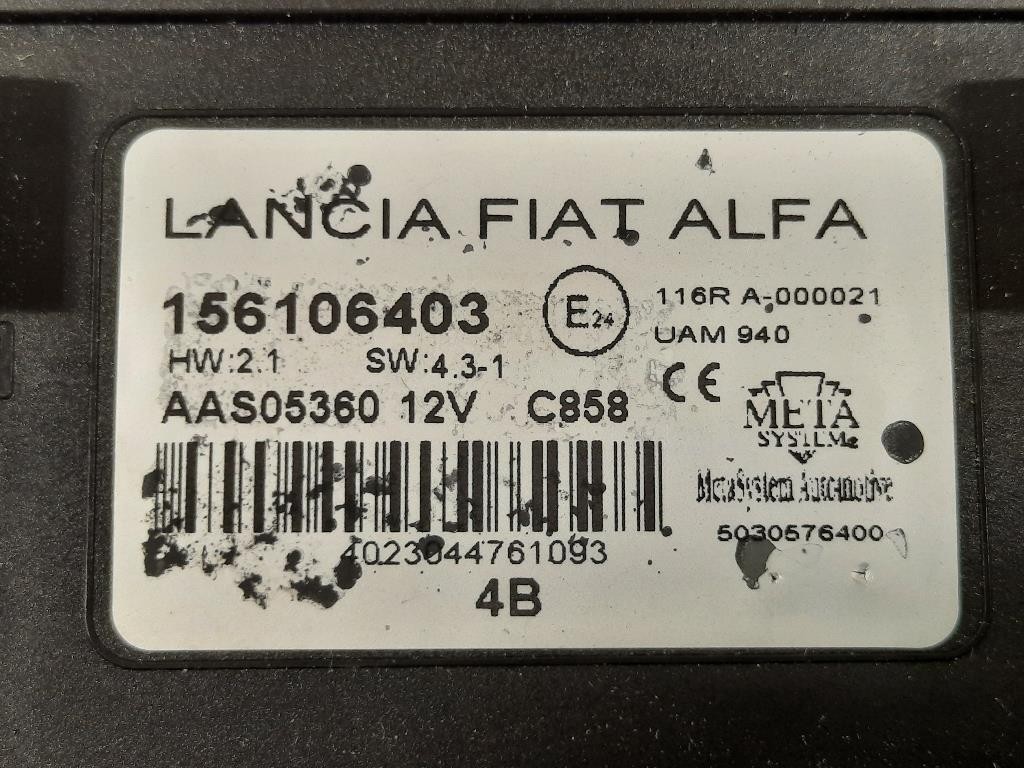 LANCIA FIAT ALFA
156106403
E24
116R A-000021
UAM 940
HW:2.1 SW:4.3-1
CE
AAS05360 12V C858
META
SYSTEM
MetaSystem Automotive
5030576400
4023044761093
4B